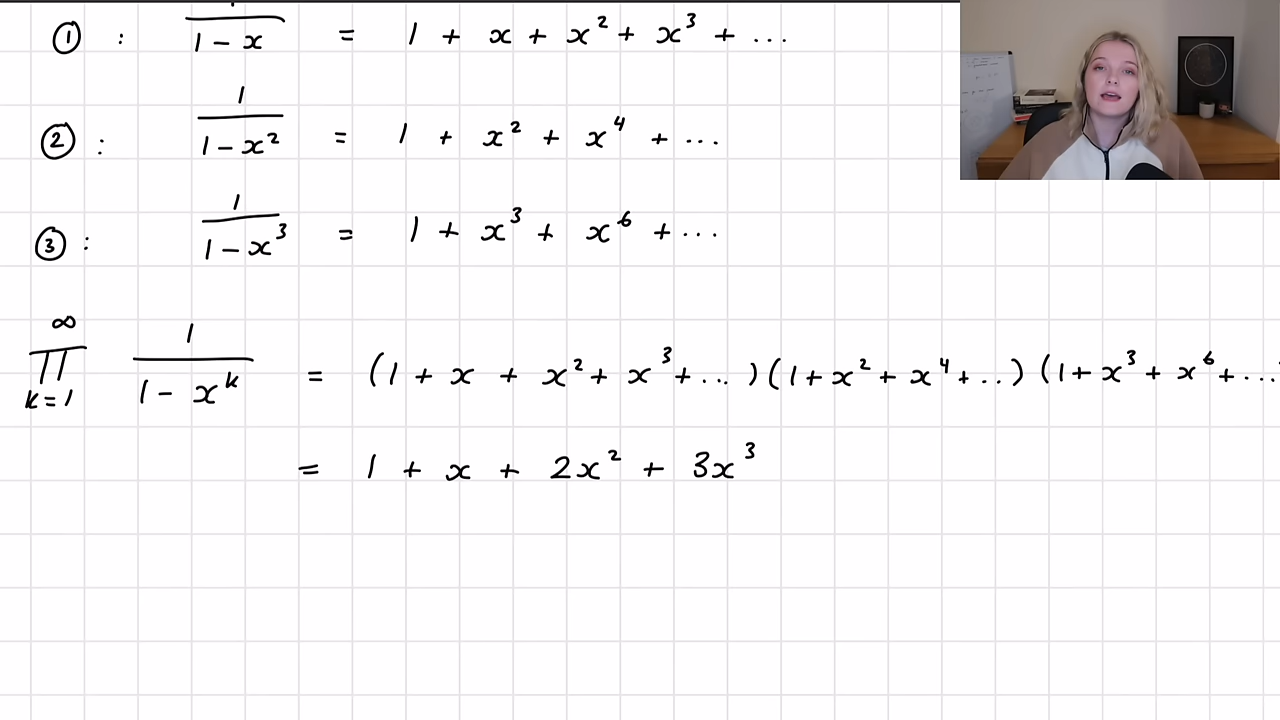 ① : 1/(1 - x) = 1 + x + x² + x³ + ...
② : 1/(1 - x²) = 1 + x² + x⁴ + ...
③ : 1/(1 - x³) = 1 + x³ + x⁶ + ...
∞ ∏ k=1 1/(1 - xᵏ) = (1 + x + x² + x³ + ... )(1 + x² + x⁴ + ...) (1 + x³ + x⁶ + ...
= 1 + x + 2x² + 3x³